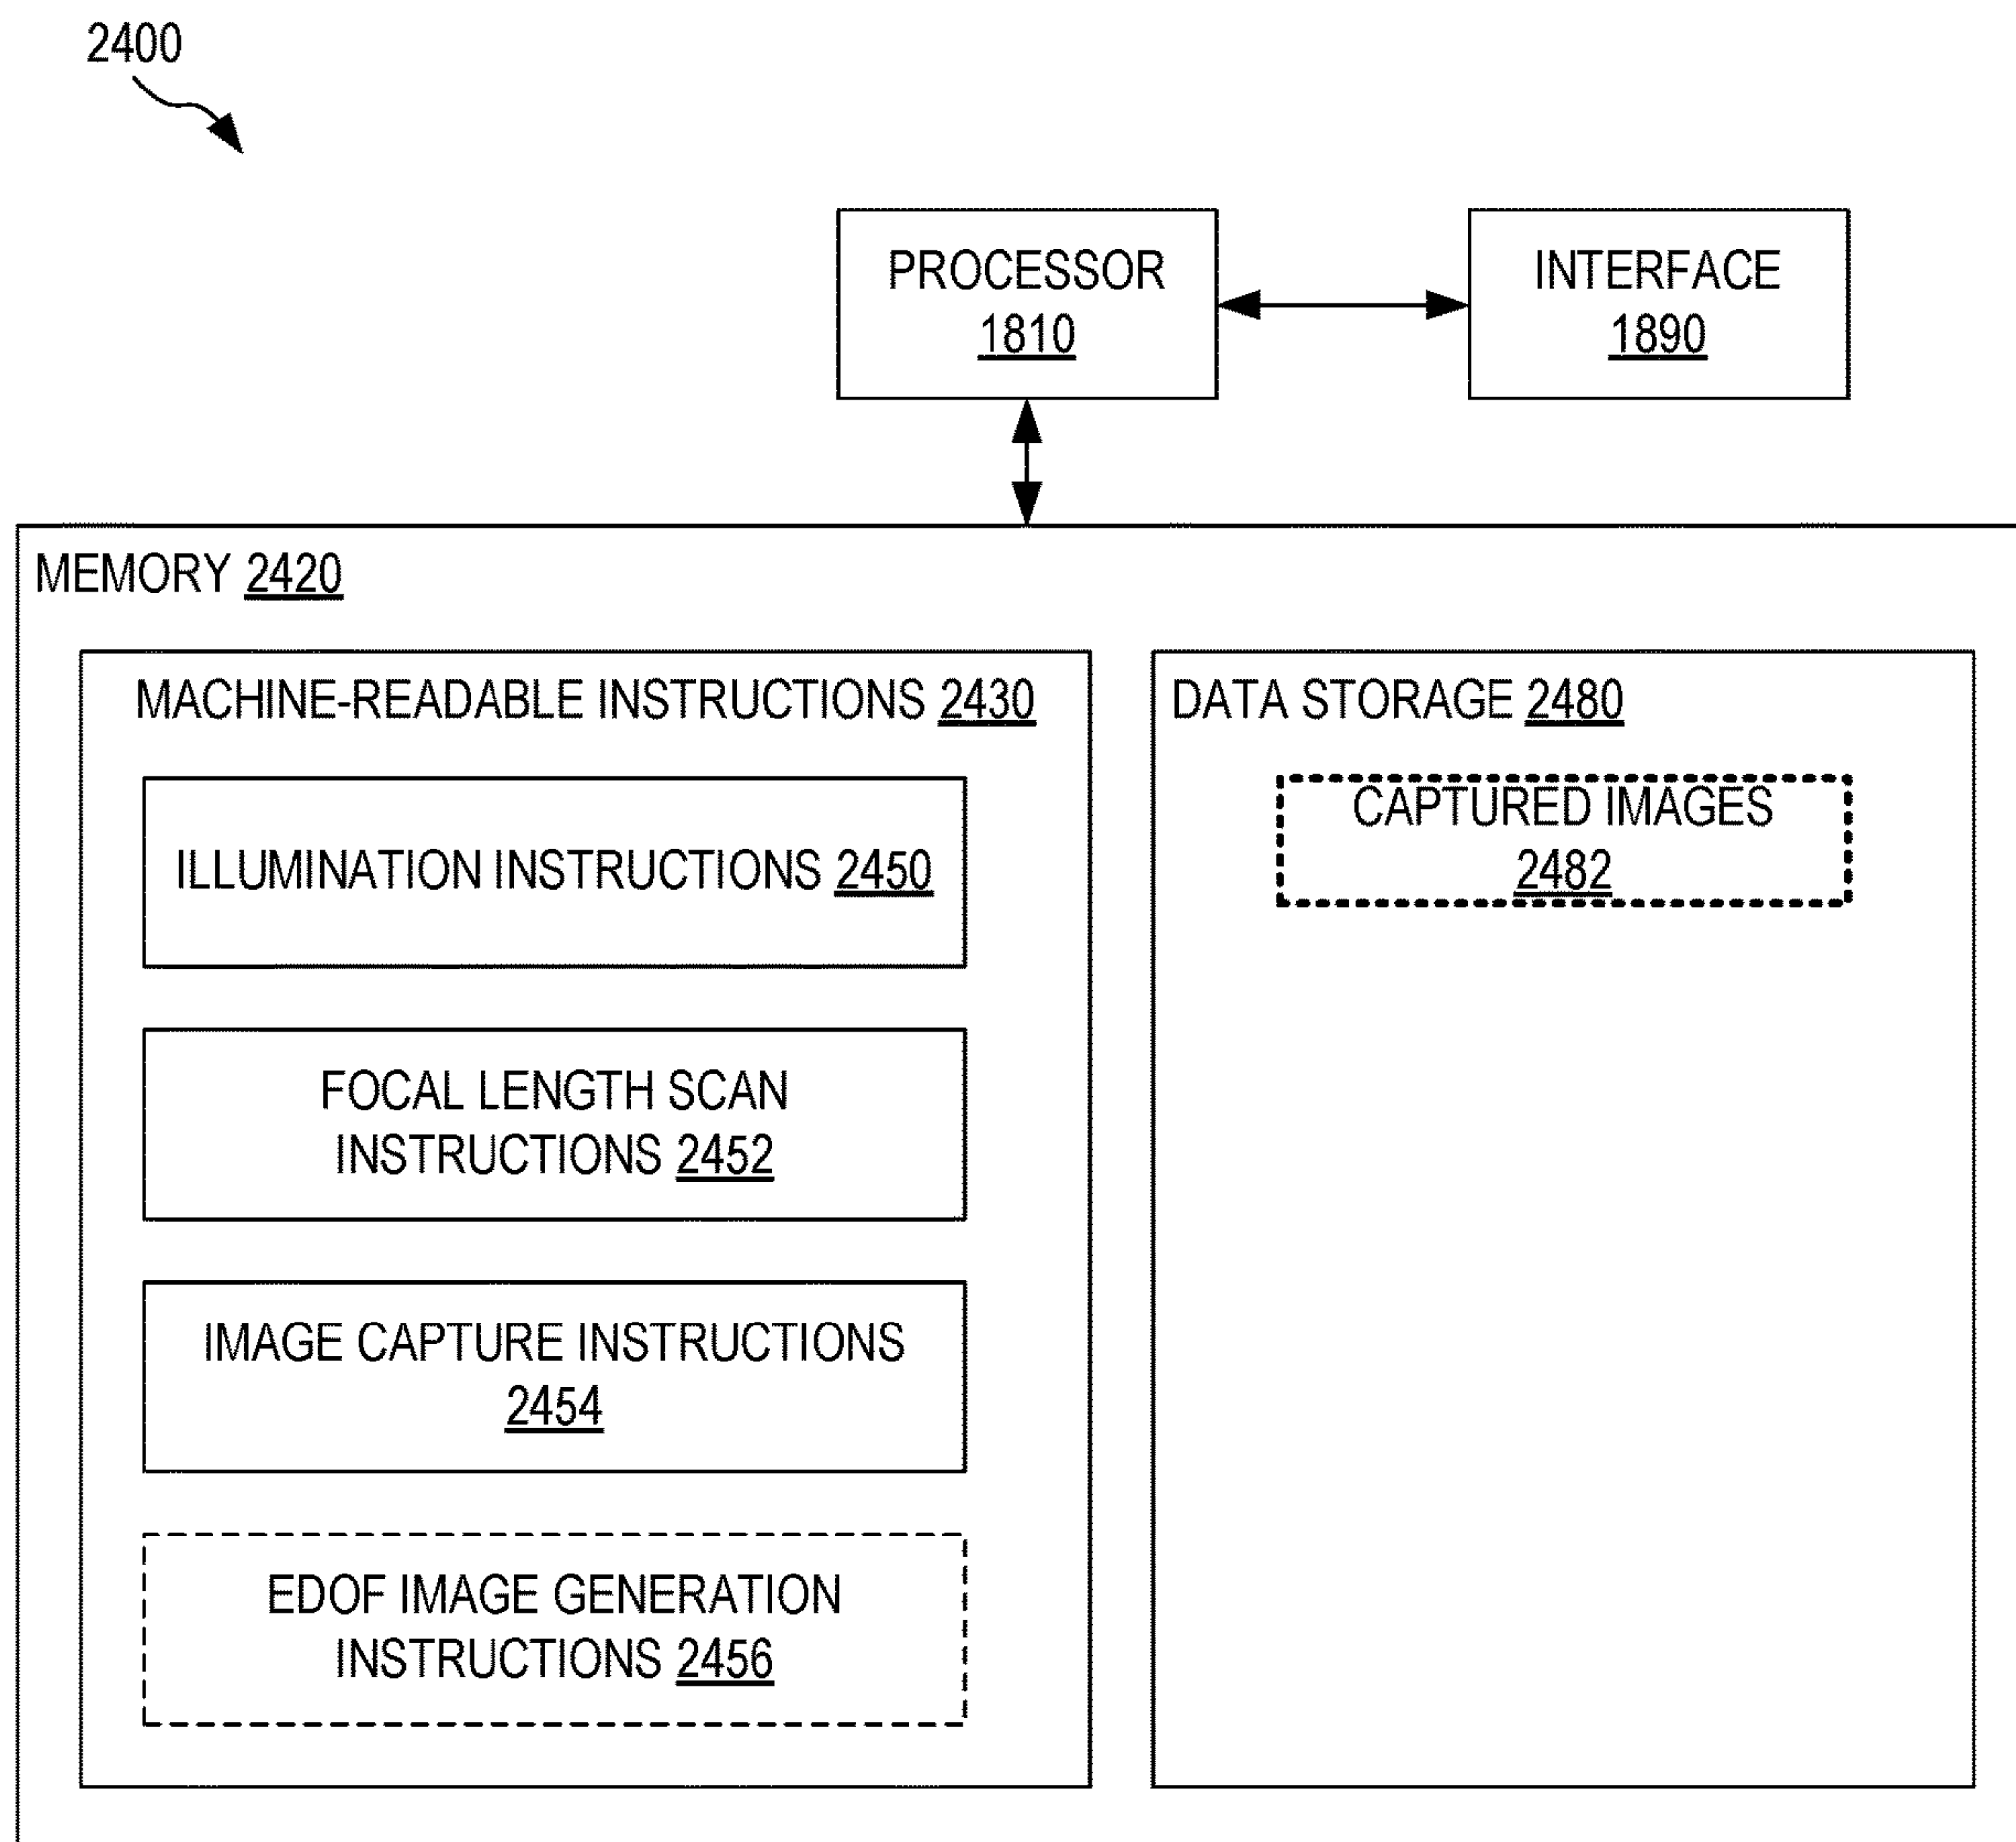 2400
PROCESSOR
1810
INTERFACE
1890
MEMORY 2420
MACHINE-READABLE INSTRUCTIONS 2430
ILLUMINATION INSTRUCTIONS 2450
FOCAL LENGTH SCAN
INSTRUCTIONS 2452
IMAGE CAPTURE INSTRUCTIONS
2454
EDOF IMAGE GENERATION
INSTRUCTIONS 2456
DATA STORAGE 2480
CAPTURED IMAGES
2482